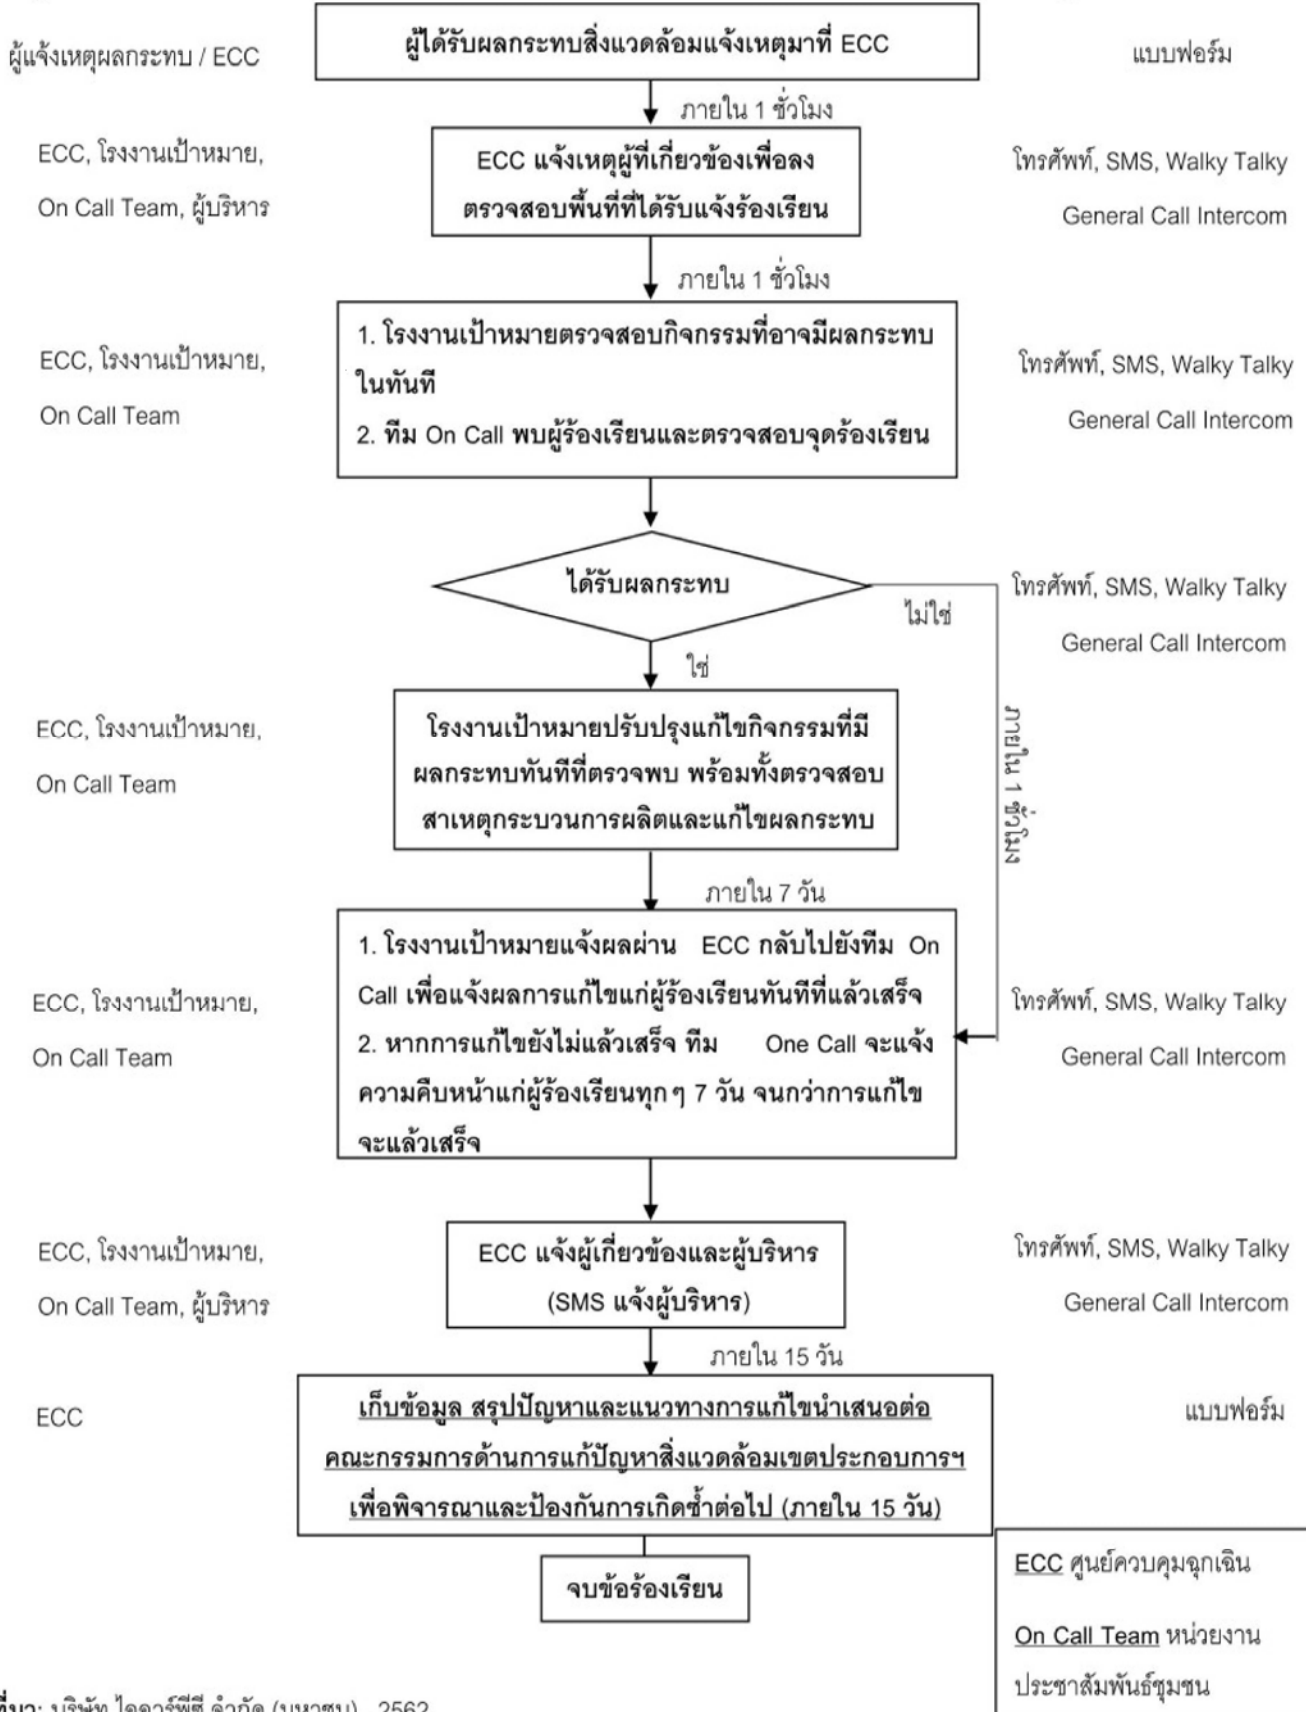 ผู้ได้รับผลกระทบสิ่งแวดล้อมแจ้งเหตุมาที่ ECC
ผู้แจ้งเหตุผลกระทบ / ECC
แบบฟอร์ม
ภายใน 1 ชั่วโมง
ECC, โรงงานเป้าหมาย,
On Call Team, ผู้บริหาร
ECC แจ้งเหตุผู้ที่เกี่ยวข้องเพื่อลง
ตรวจสอบพื้นที่ที่ได้รับแจ้งร้องเรียน
โทรศัพท์, SMS, Walky Talky
General Call Intercom
ภายใน 1 ชั่วโมง
ECC, โรงงานเป้าหมาย,
On Call Team
1. โรงงานเป้าหมายตรวจสอบกิจกรรมที่อาจมีผลกระทบ
ในทันที
2. ทีม On Call พบผู้ร้องเรียนและตรวจสอบจุดร้องเรียน
โทรศัพท์, SMS, Walky Talky
General Call Intercom
ได้รับผลกระทบ
ไม่ใช่
โทรศัพท์, SMS, Walky Talky
General Call Intercom
ใช่
ภายใน 1 ชั่วโมง
ECC, โรงงานเป้าหมาย,
On Call Team
โรงงานเป้าหมายปรับปรุงแก้ไขกิจกรรมที่มี
ผลกระทบทันทีที่ตรวจพบ พร้อมทั้งตรวจสอบ
สาเหตุกระบวนการผลิตและแก้ไขผลกระทบ
ภายใน 7 วัน
ECC, โรงงานเป้าหมาย,
On Call Team
1. โรงงานเป้าหมายแจ้งผลผ่าน ECC กลับไปยังทีม On
Call เพื่อแจ้งผลการแก้ไขแก่ผู้ร้องเรียนทันทีที่แล้วเสร็จ
2. หากการแก้ไขยังไม่แล้วเสร็จ ทีม One Call จะแจ้ง
ความคืบหน้าแก่ผู้ร้องเรียนทุกๆ 7 วัน จนกว่าการแก้ไข
จะแล้วเสร็จ
โทรศัพท์, SMS, Walky Talky
General Call Intercom
ECC, โรงงานเป้าหมาย,
On Call Team, ผู้บริหาร
ECC แจ้งผู้เกี่ยวข้องและผู้บริหาร
(SMS แจ้งผู้บริหาร)
โทรศัพท์, SMS, Walky Talky
General Call Intercom
ภายใน 15 วัน
ECC
เก็บข้อมูล สรุปปัญหาและแนวทางการแก้ไขนำเสนอต่อ
คณะกรรมการด้านการแก้ปัญหาสิ่งแวดล้อมเขตประกอบการฯ
เพื่อพิจารณาและป้องกันการเกิดซ้ำต่อไป (ภายใน 15 วัน)
แบบฟอร์ม
จบข้อร้องเรียน
ECC ศูนย์ควบคุมฉุกเฉิน
On Call Team หน่วยงาน
ประชาสัมพันธ์ชุมชน
ที่มา: บริษัท ไออาร์พีซี จำกัด (มหาชน), 2562